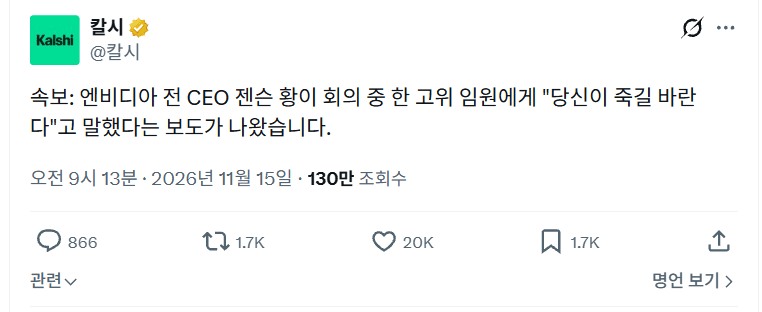 Kalshi
칼시
@칼시
속보: 엔비디아 전 CEO 젠슨 황이 회의 중 한 고위 임원에게 "당신이 죽길 바란
다"고 말했다는 보도가 나왔습니다.
오전 9시 13분 · 2026년 11월 15일 · 130만 조회수
866 1.7K 20K 1.7K
관련 명언 보기